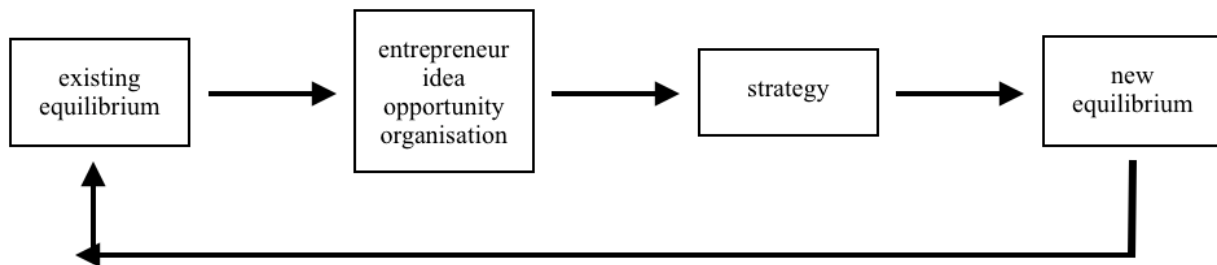 existing
equilibrium
entrepreneur
idea
opportunity
organisation
strategy
new
equilibrium